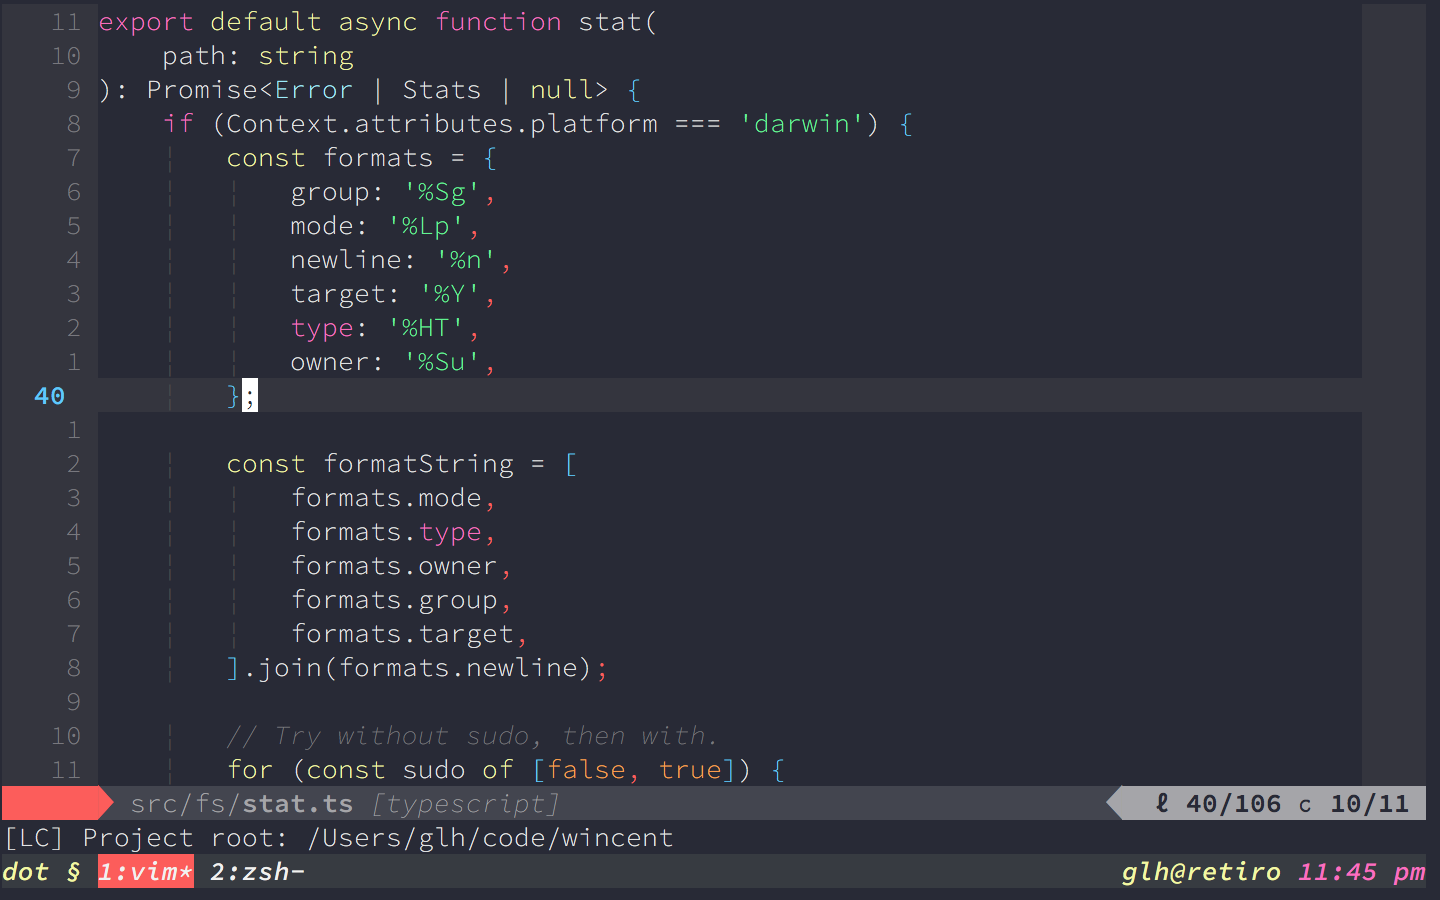 11 export default async function stat(
10     path: string
9 ): Promise<Error | Stats | null> {
8     if (Context.attributes.platform === 'darwin') {
7         const formats = {
6             group: '%Sg',
5             mode: '%Lp',
4             newline: '%n',
3             target: '%Y',
2             type: '%HT',
1             owner: '%Su',
40         };
1
2         const formatString = [
3             formats.mode,
4             formats.type,
5             formats.owner,
6             formats.group,
7             formats.target,
8         ].join(formats.newline);
9
10         // Try without sudo, then with.
11         for (const sudo of [false, true]) {
src/fs/stat.ts [typescript] ℓ 40/106 c 10/11
[LC] Project root: /Users/glh/code/wincent
dot § 1:vim* 2:zsh- glh@retiro 11:45 pm